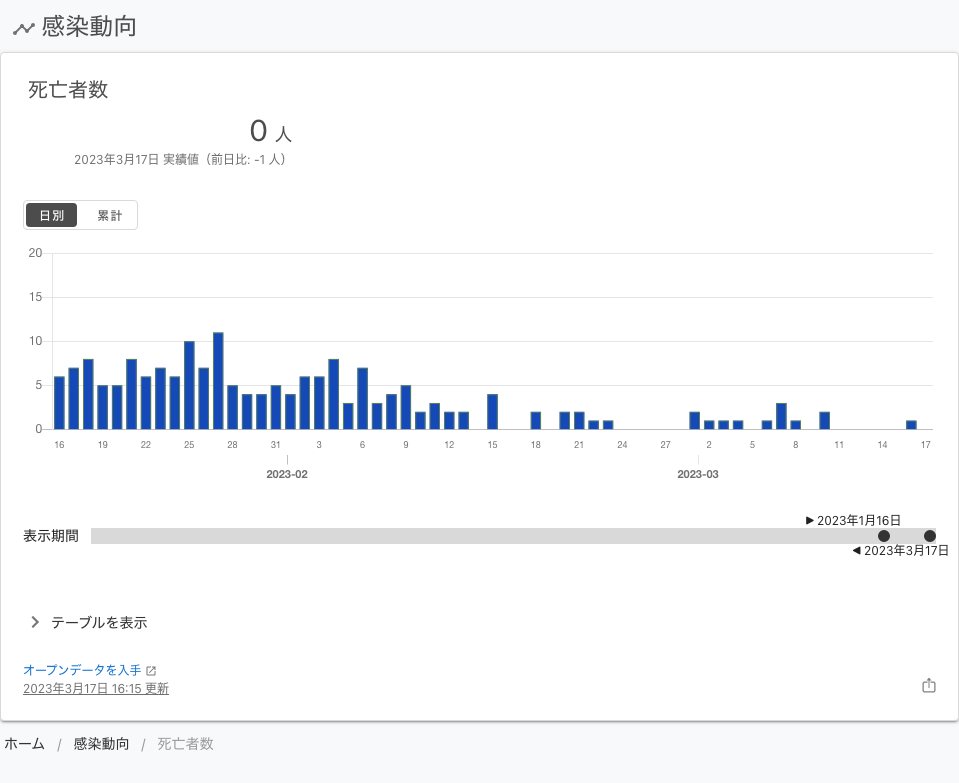 感染動向
死亡者数
0 人
2023年3月17日 実績値（前日比: -1 人）
日別 累計
20
15
10
5
0
16 19 22 25 28 31 3 6 9 12 15 18 21 24 27 2 5 8 11 14 17
2023-02 2023-03
▶ 2023年1月16日
表示期間
◀ 2023年3月17日
テーブルを表示
オープンデータを入手
2023年3月17日 16:15 更新
ホーム / 感染動向 / 死亡者数